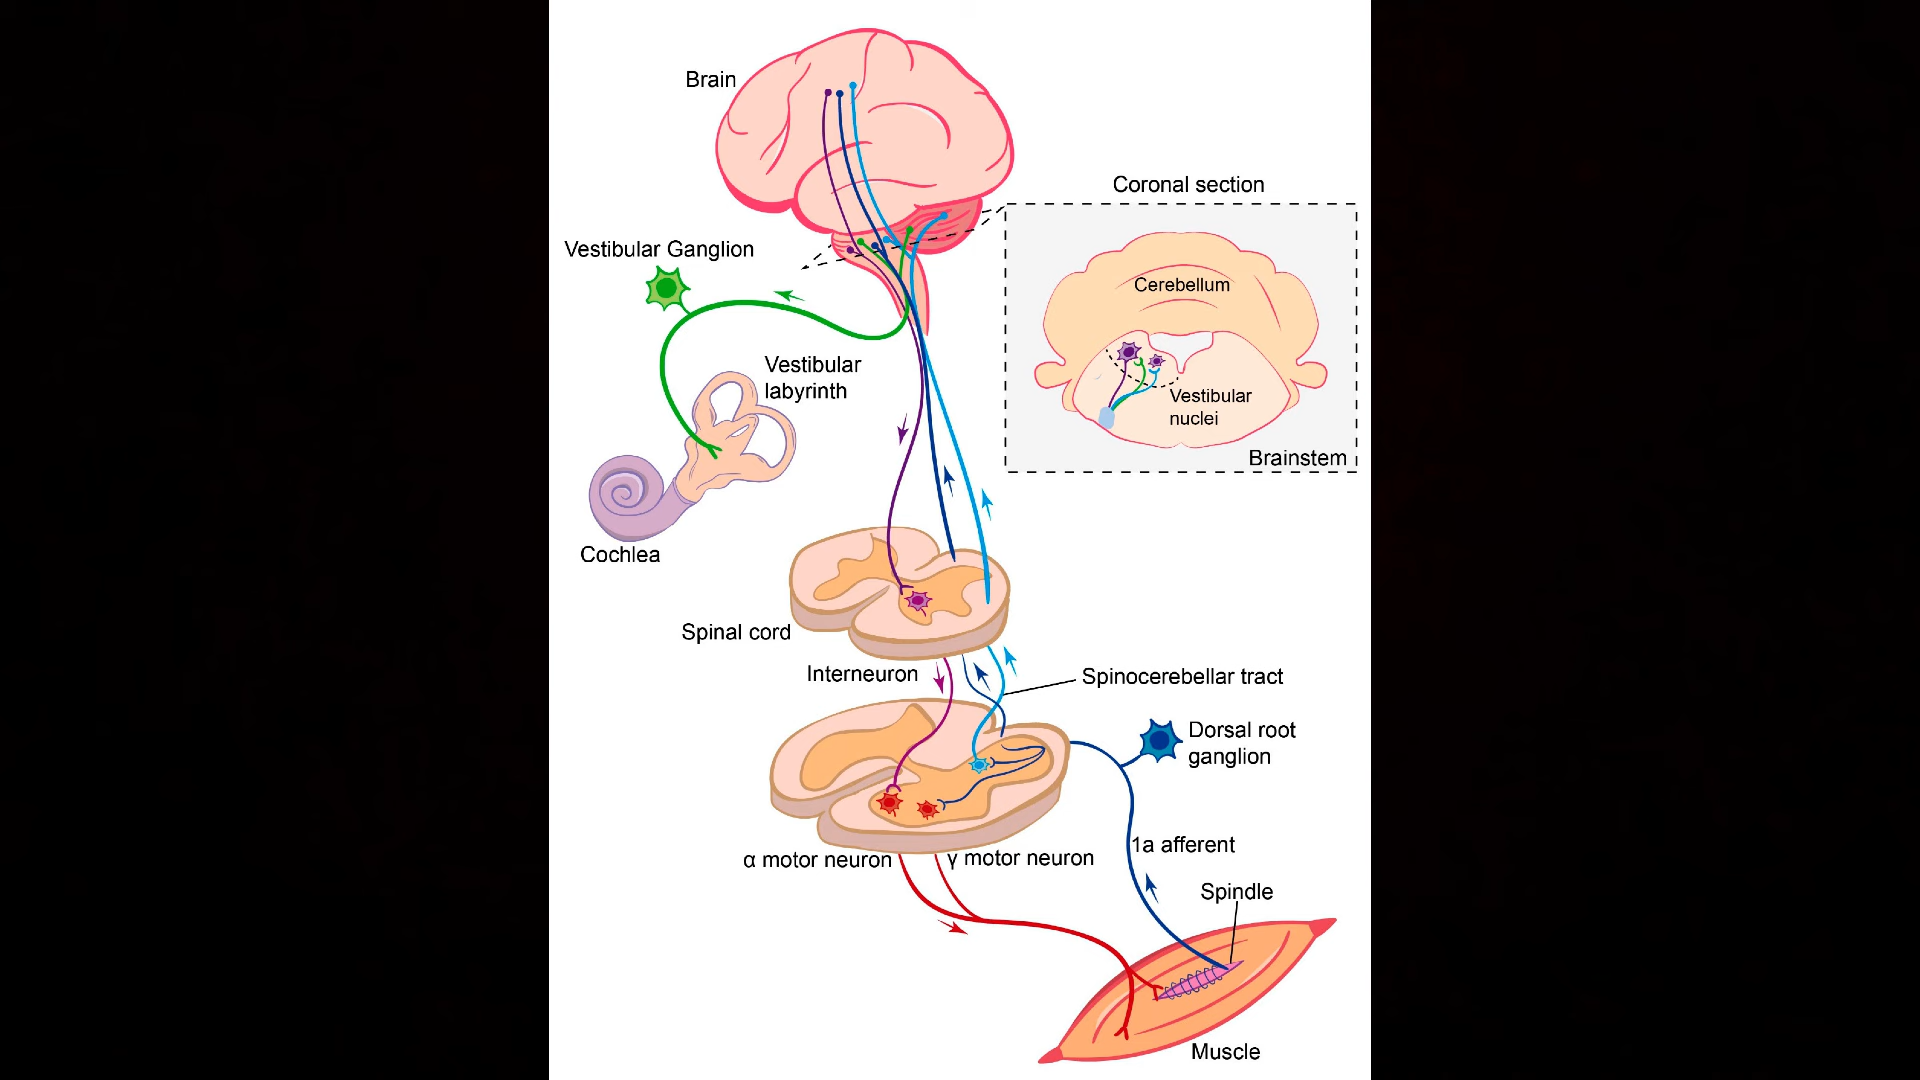 Brain
Coronal section
Vestibular Ganglion
Cerebellum
Vestibular
labyrinth
Vestibular
nuclei
Brainstem
Cochlea
Spinal cord
Interneuron
Spinocerebellar tract
Dorsal root
ganglion
α motor neuron
γ motor neuron
1a afferent
Spindle
Muscle